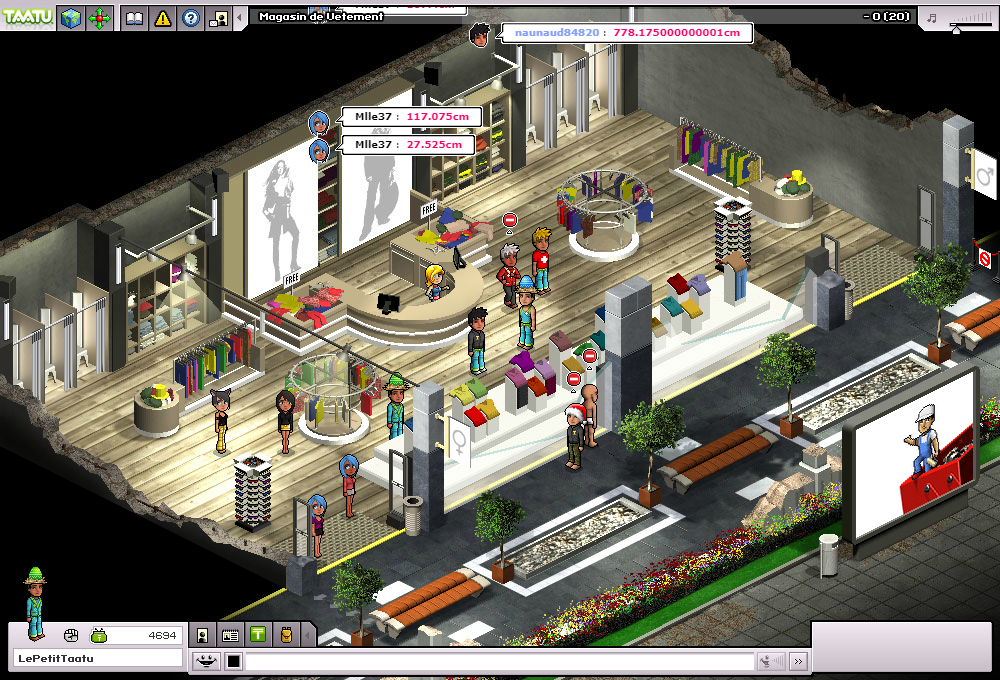 TAATU
Magasin de Vetement
- 0 (20)
naunaud84820 : 778.175000000001cm
Mlle37 : 117.075cm
Mlle37 : 27.525cm
FREE
FREE
4694
LePetitTaatu
T
>>